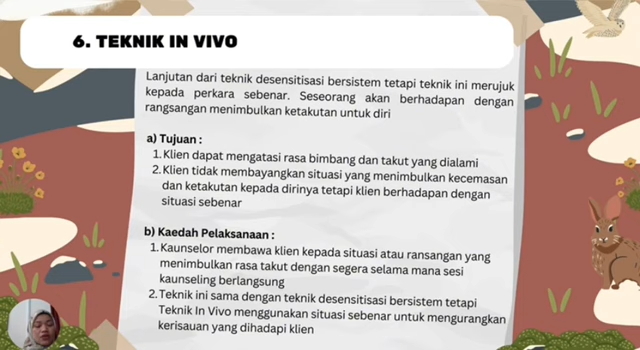 6. TEKNIK IN VIVO
Lanjutan dari teknik desensitisasi bersistem tetapi teknik ini merujuk
kepada perkara sebenar. Seseorang akan berhadapan dengan
rangsangan menimbulkan ketakutan untuk diri
a) Tujuan :
1. Klien dapat mengatasi rasa bimbang dan takut yang dialami
2. Klien tidak membayangkan situasi yang menimbulkan kecemasan
dan ketakutan kepada dirinya tetapi klien berhadapan dengan
situasi sebenar
b) Kaedah Pelaksanaan :
1. Kaunselor membawa klien kepada situasi atau ransangan yang
menimbulkan rasa takut dengan segera selama mana sesi
kaunseling berlangsung
2. Teknik ini sama dengan teknik desensitisasi bersistem tetapi
Teknik In Vivo menggunakan situasi sebenar untuk mengurangkan
kerisauan yang dihadapi klien